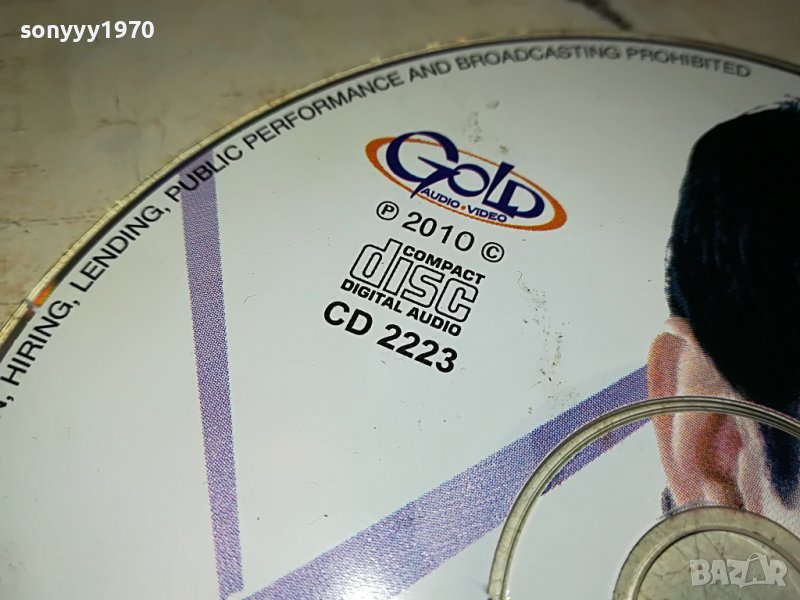 sonyyy1970
HIRING, LENDING, PUBLIC PERFORMANCE AND BROADCASTING PROHIBITED
GOLD
AUDIO•VIDEO
℗ 2010 ©
COMPACT
disc
DIGITAL AUDIO
CD 2223
BAZAR